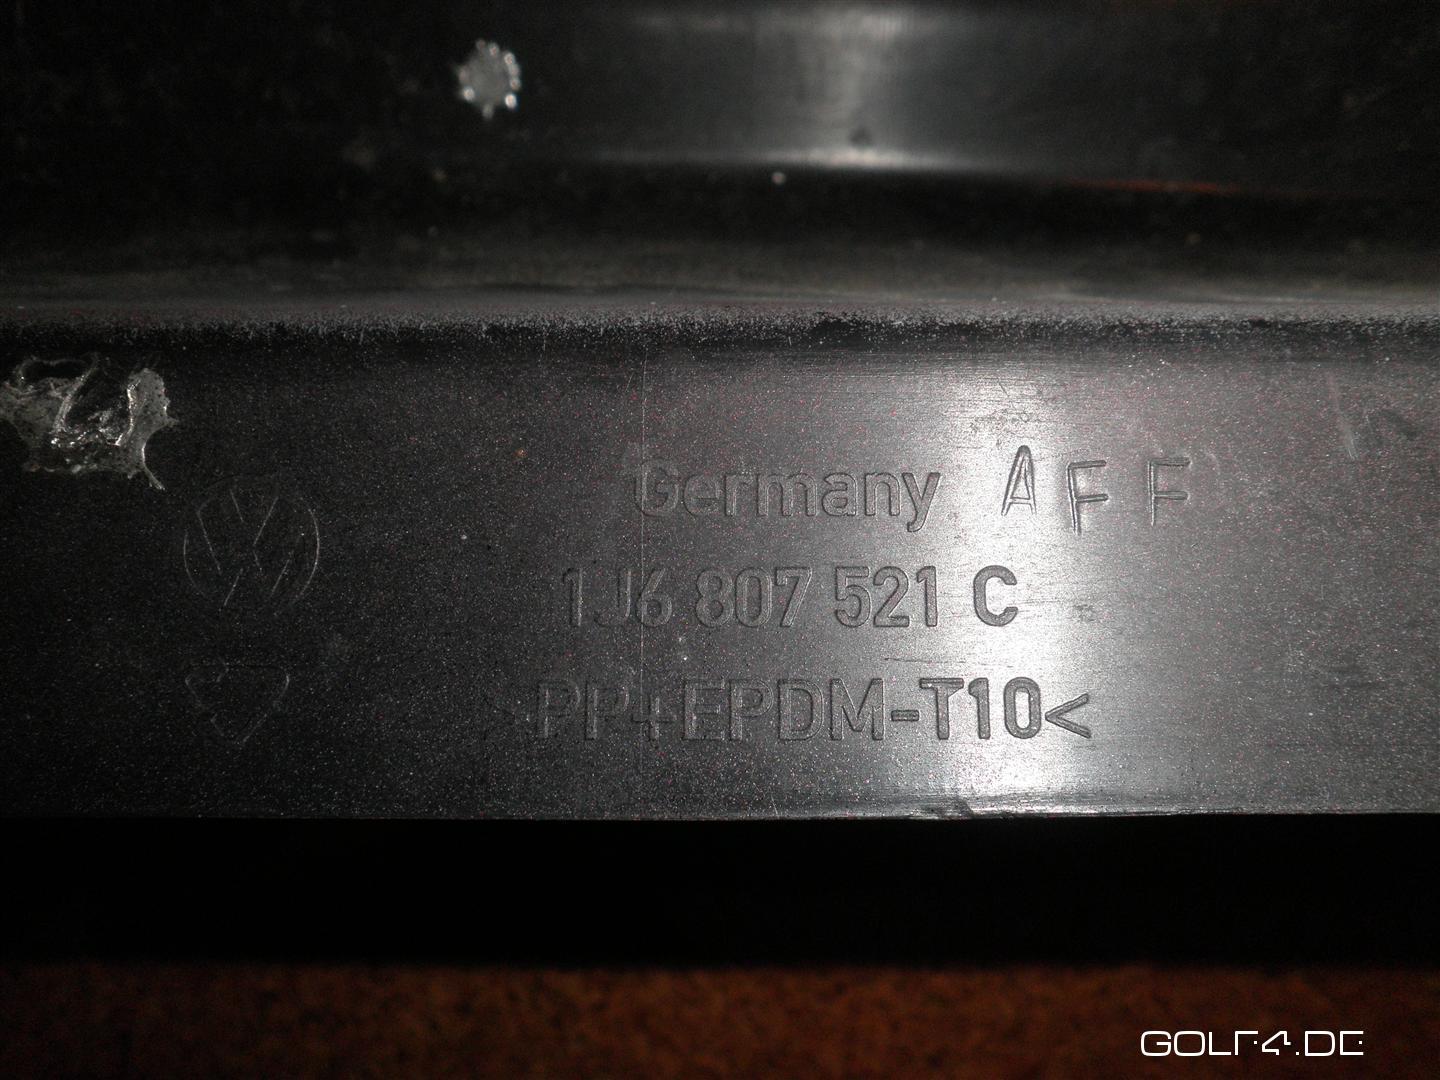 Germany AFF
1J6 807 521 C
>PP+EPDM-T10<
GOLF4.DE